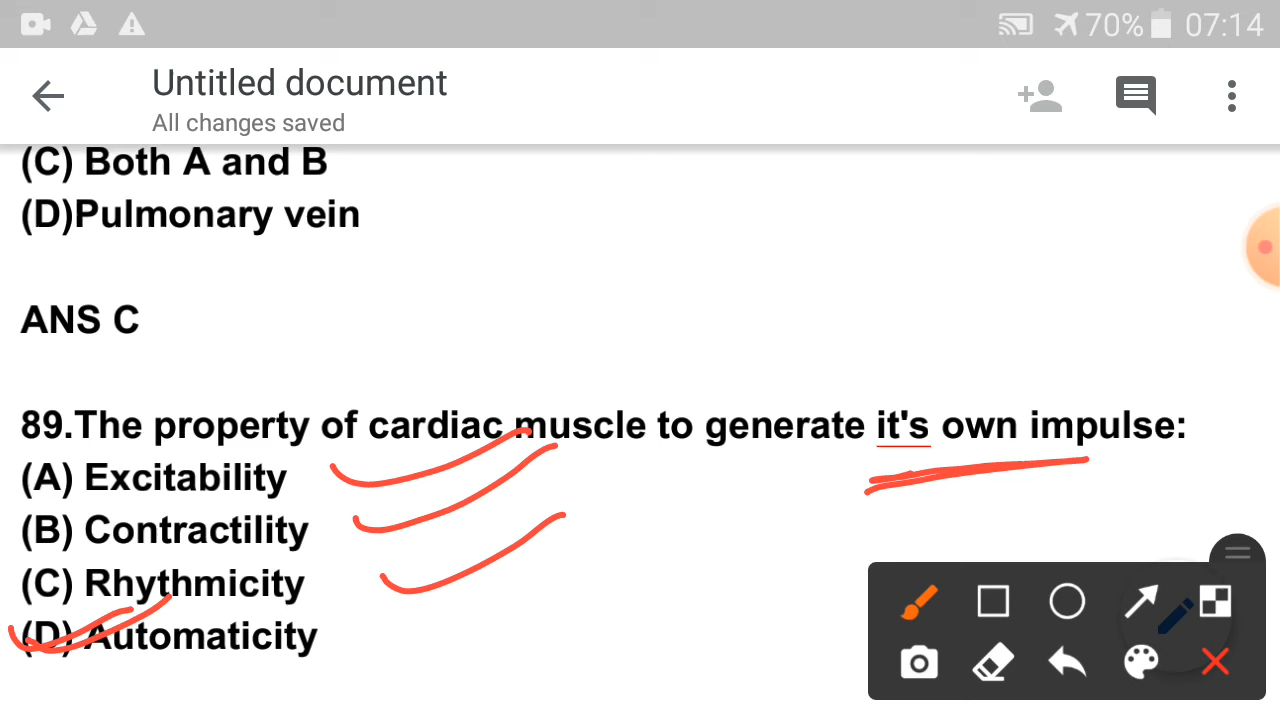 70% 07:14
Untitled document
All changes saved
(C) Both A and B
(D)Pulmonary vein
ANS C
89.The property of cardiac muscle to generate it's own impulse:
(A) Excitability
(B) Contractility
(C) Rhythmicity
(D) Automaticity